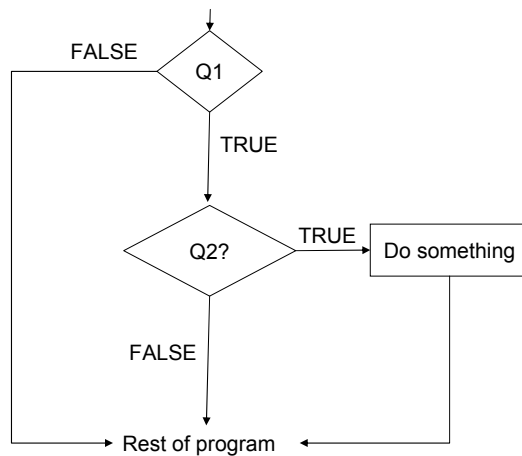 FALSE
Q1
TRUE
Q2?
TRUE
Do something
FALSE
Rest of program